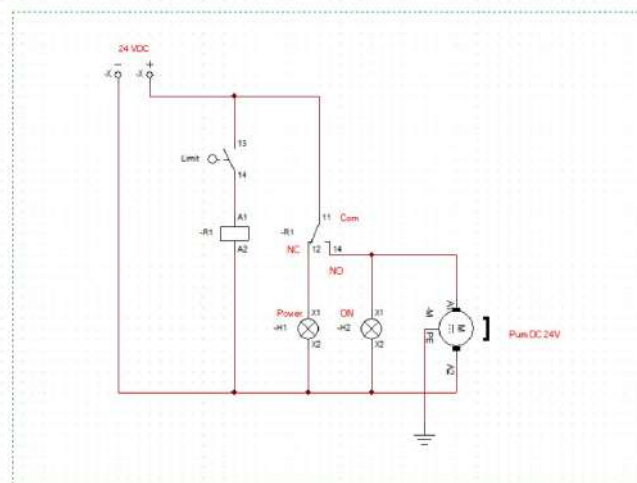 24 VDC
− +
-X -X
13
Limit
14
A1
-R1
A2
11 Com
-R1
NC 12 14
NO
Power X1
-H1
X2
ON X1
-H2
X2
A1
-M
M
PE
A2
Pum DC 24V